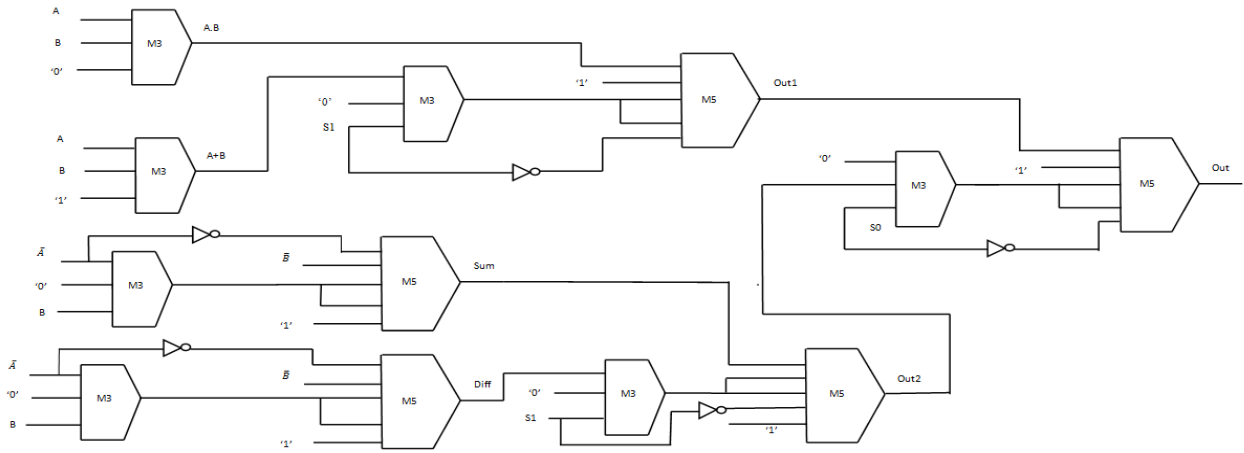 A
B
'0'
M3
A.B
'1'
M5
Out1
'0'
S1
M3
A
B
'1'
M3
A+B
'0'
M3
S0
'1'
M5
Out
Ā
'0'
B
M3
B̄
'1'
M5
Sum
Ā
'0'
B
M3
B̄
'1'
M5
Diff
'0'
S1
M3
'1'
M5
Out2